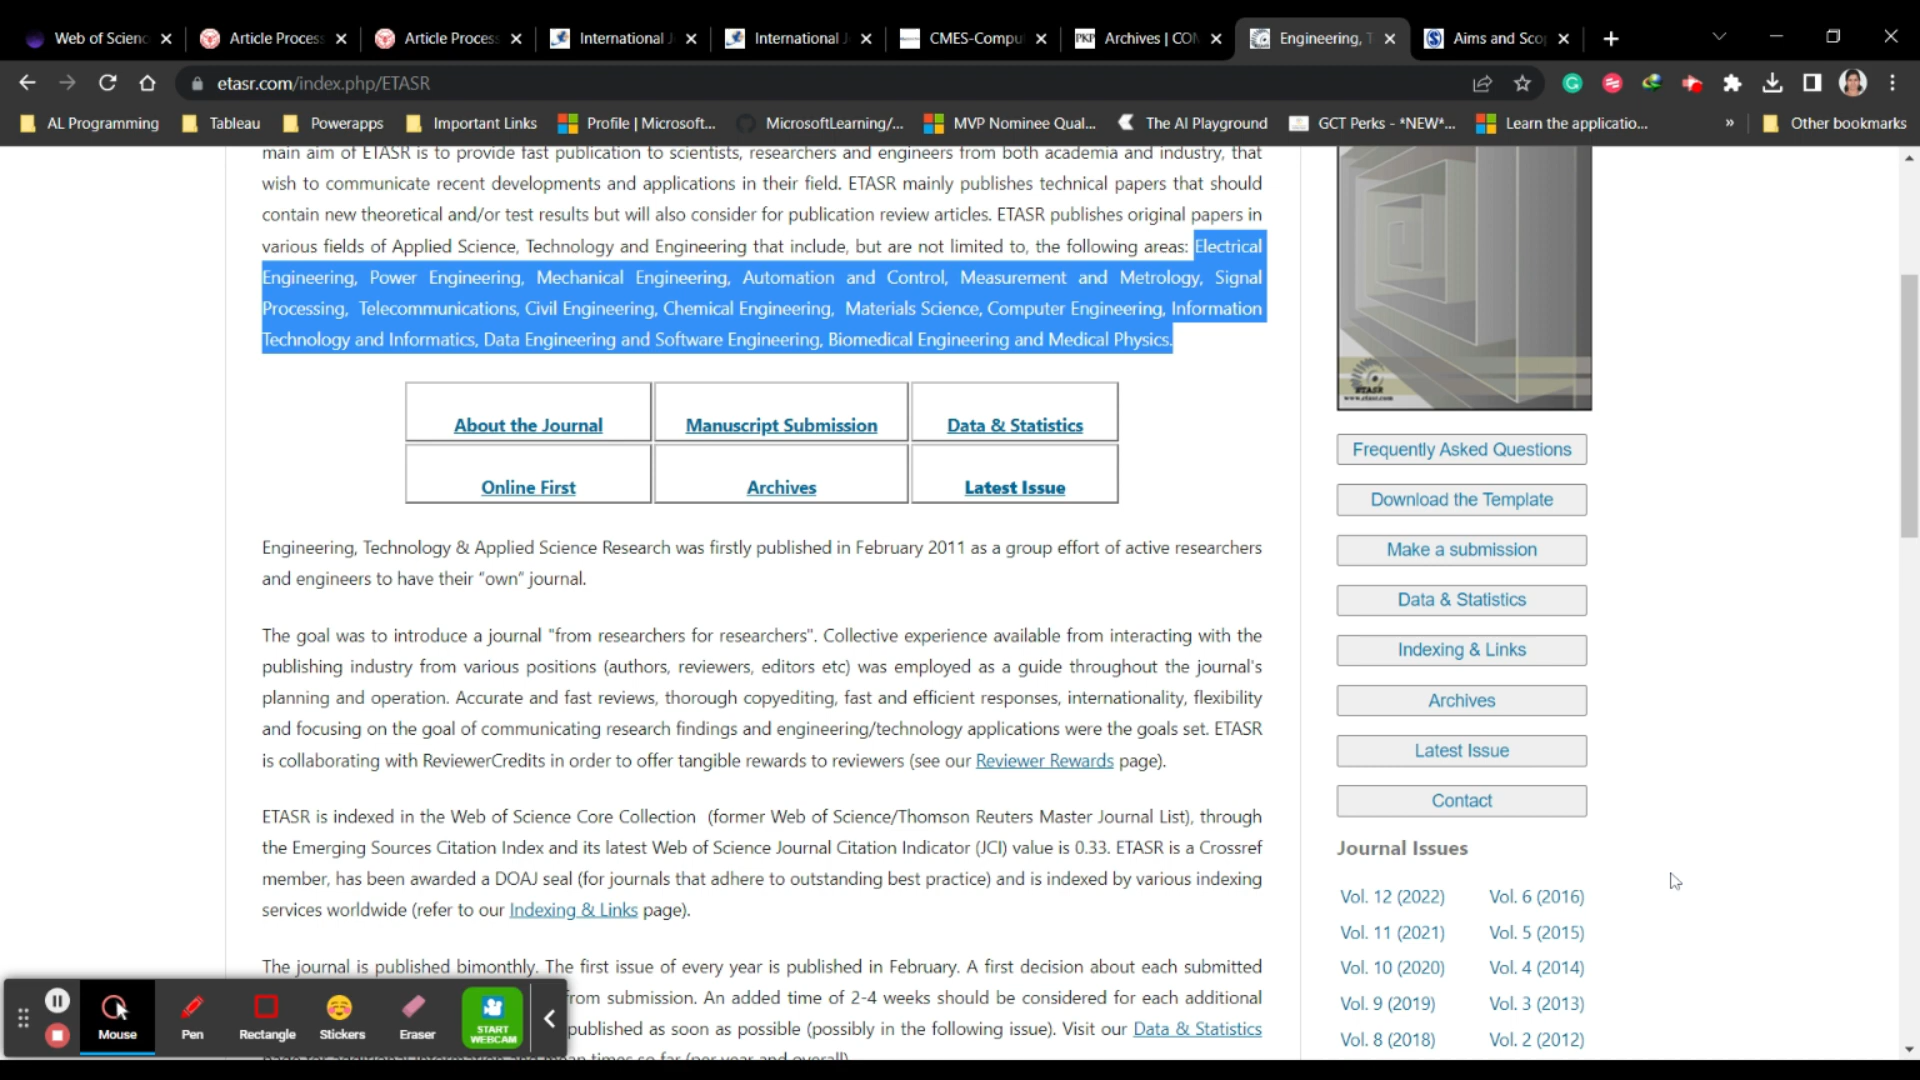 Web of Scienc
Article Process
Article Process
International J
International J
CMES-Compu
PKP Archives | CON
Engineering, T
Aims and Sco
etasr.com/index.php/ETASR
AL Programming
Tableau
Powerapps
Important Links
Profile | Microsoft...
MicrosoftLearning/...
MVP Nominee Qual...
The AI Playground
GCT Perks - *NEW*...
Learn the applicatio...
»
Other bookmarks
main aim of ETASR is to provide fast publication to scientists, researchers and engineers from both academia and industry, that
wish to communicate recent developments and applications in their field. ETASR mainly publishes technical papers that should
contain new theoretical and/or test results but will also consider for publication review articles. ETASR publishes original papers in
various fields of Applied Science, Technology and Engineering that include, but are not limited to, the following areas: Electrical
Engineering, Power Engineering, Mechanical Engineering, Automation and Control, Measurement and Metrology, Signal
Processing, Telecommunications, Civil Engineering, Chemical Engineering, Materials Science, Computer Engineering, Information
Technology and Informatics, Data Engineering and Software Engineering, Biomedical Engineering and Medical Physics.
About the Journal
Manuscript Submission
Data & Statistics
Online First
Archives
Latest Issue
Engineering, Technology & Applied Science Research was firstly published in February 2011 as a group effort of active researchers
and engineers to have their "own" journal.
The goal was to introduce a journal "from researchers for researchers". Collective experience available from interacting with the
publishing industry from various positions (authors, reviewers, editors etc) was employed as a guide throughout the journal's
planning and operation. Accurate and fast reviews, thorough copyediting, fast and efficient responses, internationality, flexibility
and focusing on the goal of communicating research findings and engineering/technology applications were the goals set. ETASR
is collaborating with ReviewerCredits in order to offer tangible rewards to reviewers (see our Reviewer Rewards page).
ETASR is indexed in the Web of Science Core Collection (former Web of Science/Thomson Reuters Master Journal List), through
the Emerging Sources Citation Index and its latest Web of Science Journal Citation Indicator (JCI) value is 0.33. ETASR is a Crossref
member, has been awarded a DOAJ seal (for journals that adhere to outstanding best practice) and is indexed by various indexing
services worldwide (refer to our Indexing & Links page).
The journal is published bimonthly. The first issue of every year is published in February. A first decision about each submitted
from submission. An added time of 2-4 weeks should be considered for each additional
published as soon as possible (possibly in the following issue). Visit our Data & Statistics
mean times so far (per year and overall)
ETASR
www.etasr.com
Frequently Asked Questions
Download the Template
Make a submission
Data & Statistics
Indexing & Links
Archives
Latest Issue
Contact
Journal Issues
Vol. 12 (2022) Vol. 6 (2016)
Vol. 11 (2021) Vol. 5 (2015)
Vol. 10 (2020) Vol. 4 (2014)
Vol. 9 (2019) Vol. 3 (2013)
Vol. 8 (2018) Vol. 2 (2012)
Mouse
Pen
Rectangle
Stickers
Eraser
START
WEBCAM